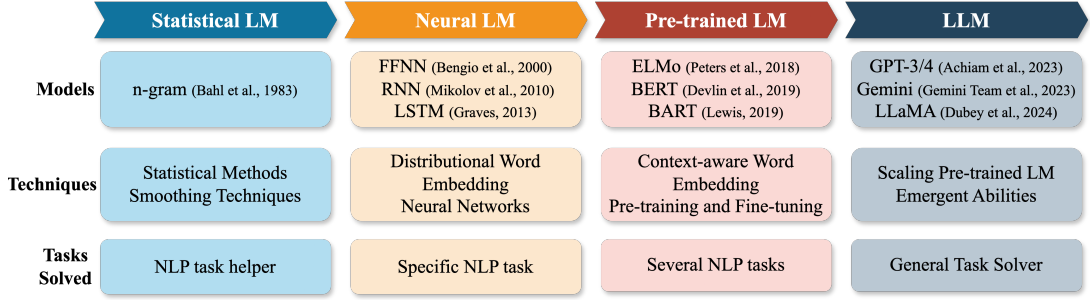 Statistical LM
Neural LM
Pre-trained LM
LLM
Models
n-gram (Bahl et al., 1983)
FFNN (Bengio et al., 2000)
RNN (Mikolov et al., 2010)
LSTM (Graves, 2013)
ELMo (Peters et al., 2018)
BERT (Devlin et al., 2019)
BART (Lewis, 2019)
GPT-3/4 (Achiam et al., 2023)
Gemini (Gemini Team et al., 2023)
LLaMA (Dubey et al., 2024)
Techniques
Statistical Methods
Smoothing Techniques
Distributional Word
Embedding
Neural Networks
Context-aware Word
Embedding
Pre-training and Fine-tuning
Scaling Pre-trained LM
Emergent Abilities
Tasks
Solved
NLP task helper
Specific NLP task
Several NLP tasks
General Task Solver